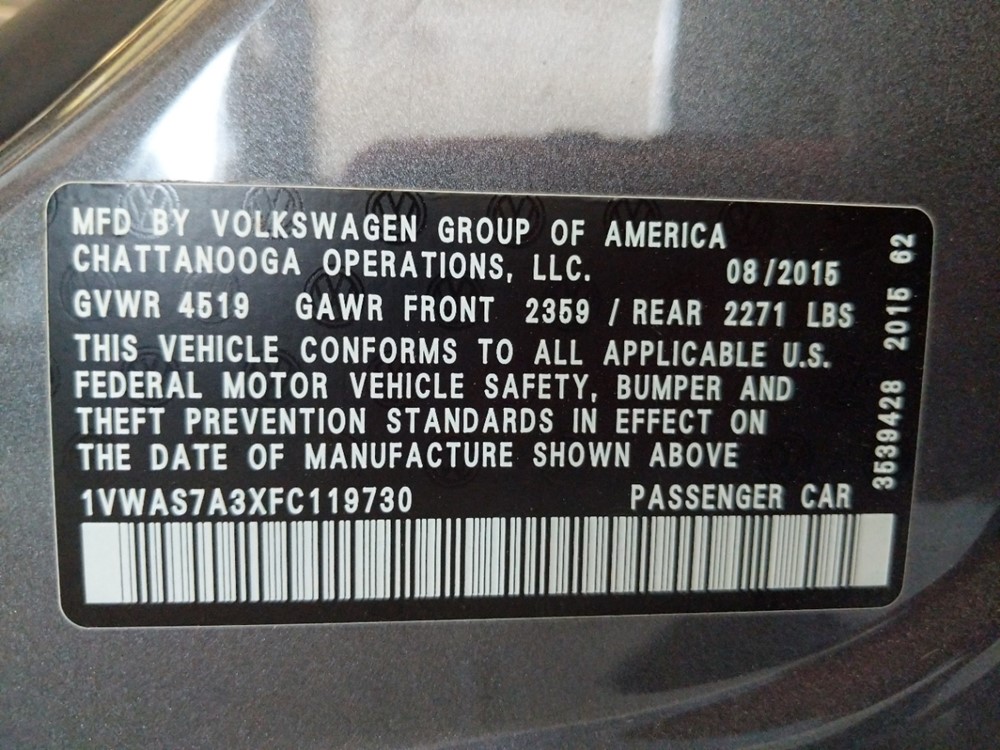 MFD BY VOLKSWAGEN GROUP OF AMERICA
CHATTANOOGA OPERATIONS, LLC. 08/2015
GVWR 4519 GAWR FRONT 2359 / REAR 2271 LBS
THIS VEHICLE CONFORMS TO ALL APPLICABLE U.S.
FEDERAL MOTOR VEHICLE SAFETY, BUMPER AND
THEFT PREVENTION STANDARDS IN EFFECT ON
THE DATE OF MANUFACTURE SHOWN ABOVE
1VWAS7A3XFC119730 PASSENGER CAR
3539428 2015 62